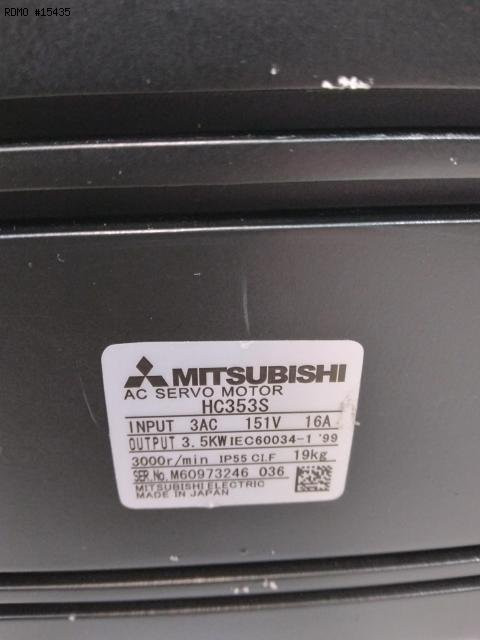 RDMO #15435
MITSUBISHI
AC SERVO MOTOR
HC353S
INPUT 3AC 151V 16A
OUTPUT 3.5KW IEC60034-1 '99
3000r/min IP55 CI.F 19kg
SER.No. M60973246 036
MITSUBISHI ELECTRIC
MADE IN JAPAN